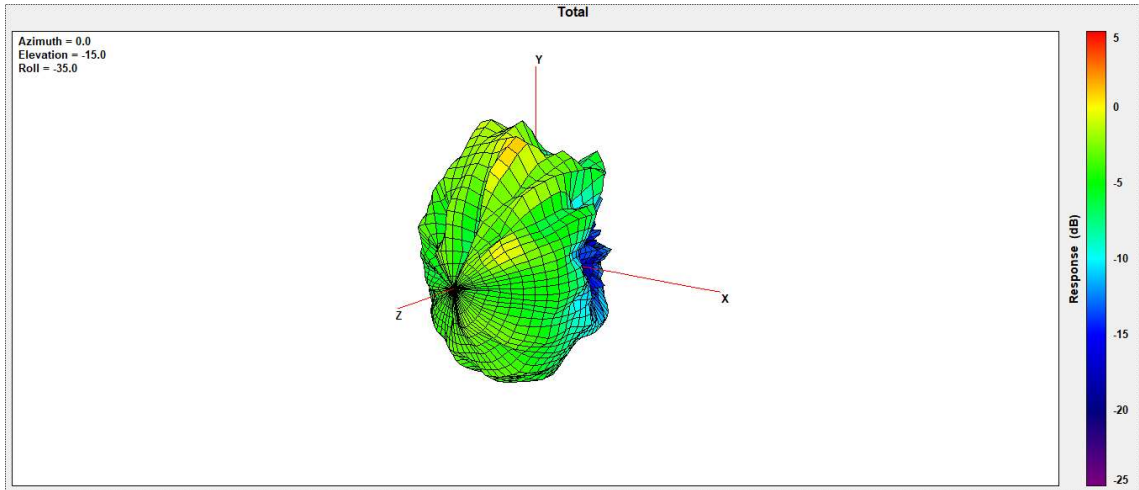 Total
Azimuth = 0.0
Elevation = -15.0
Roll = -35.0
Y
X
Z
5
0
-5
-10
-15
-20
-25
Response (dB)